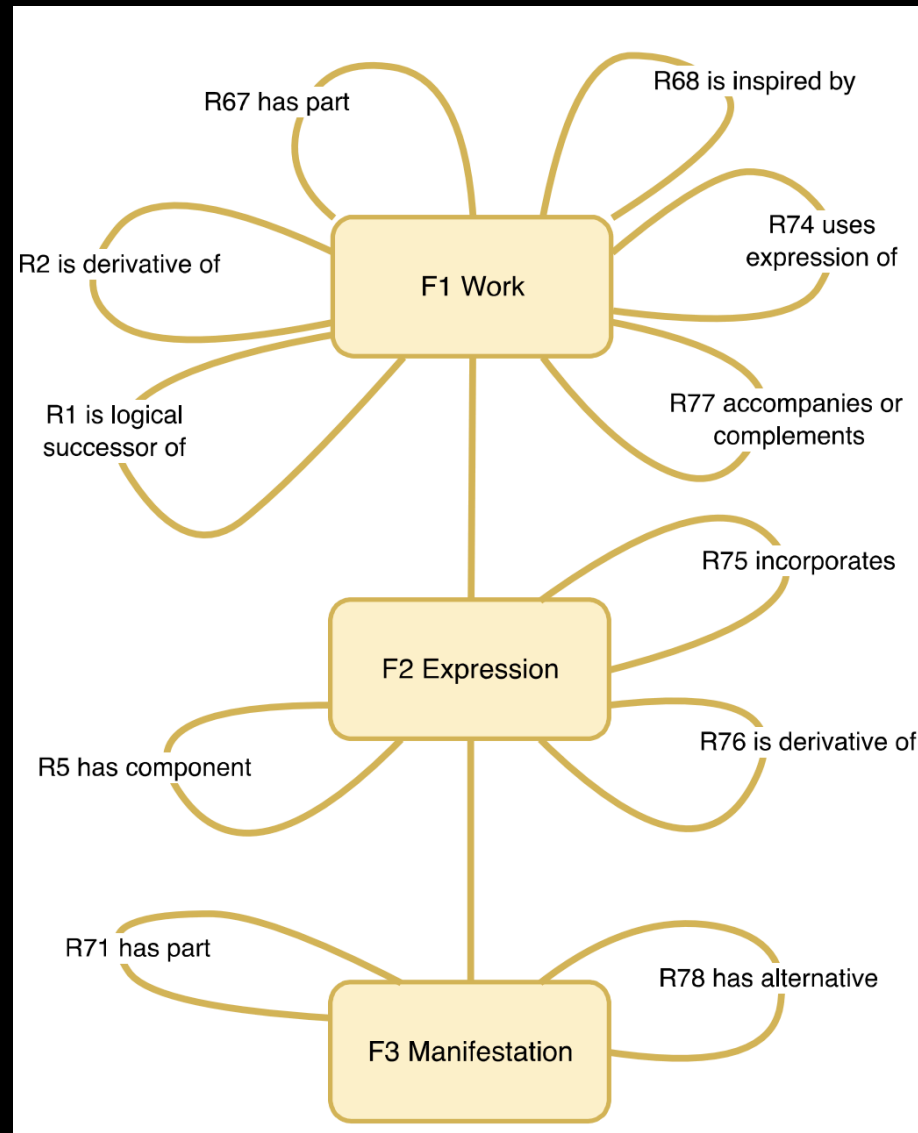 R67 has part
R68 is inspired by
R2 is derivative of
R74 uses
expression of
F1 Work
R1 is logical
successor of
R77 accompanies or
complements
R75 incorporates
F2 Expression
R5 has component
R76 is derivative of
R71 has part
R78 has alternative
F3 Manifestation